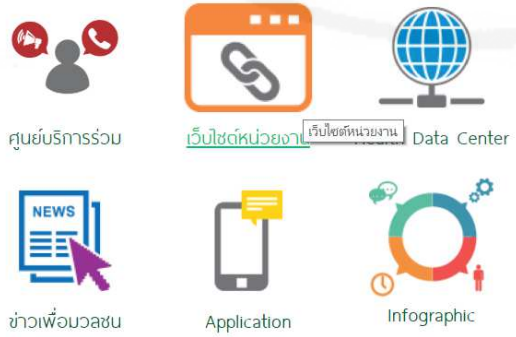 ศูนย์บริการร่วม
เว็บไซต์หน่วยงาน
เว็บไซต์หน่วยงาน
Health Data Center
NEWS
ข่าวเพื่อมวลชน
Application
Infographic